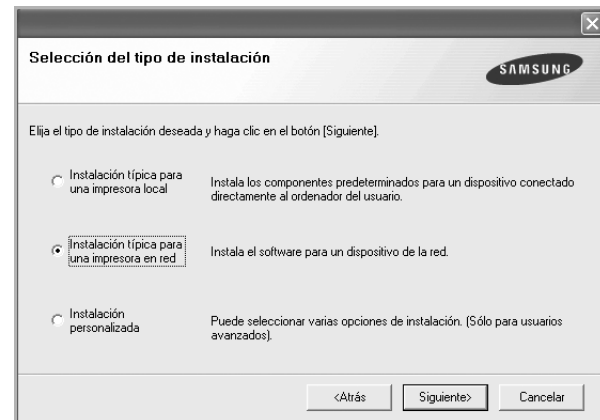 Selección del tipo de instalación
SAMSUNG
Elija el tipo de instalación deseada y haga clic en el botón [Siguiente].
Instalación típica para
una impresora local
Instala los componentes predeterminados para un dispositivo conectado
directamente al ordenador del usuario.
Instalación típica para
una impresora en red
Instala el software para un dispositivo de la red.
Instalación
personalizada
Puede seleccionar varias opciones de instalación. (Sólo para usuarios
avanzados).
<Atrás
Siguiente>
Cancelar